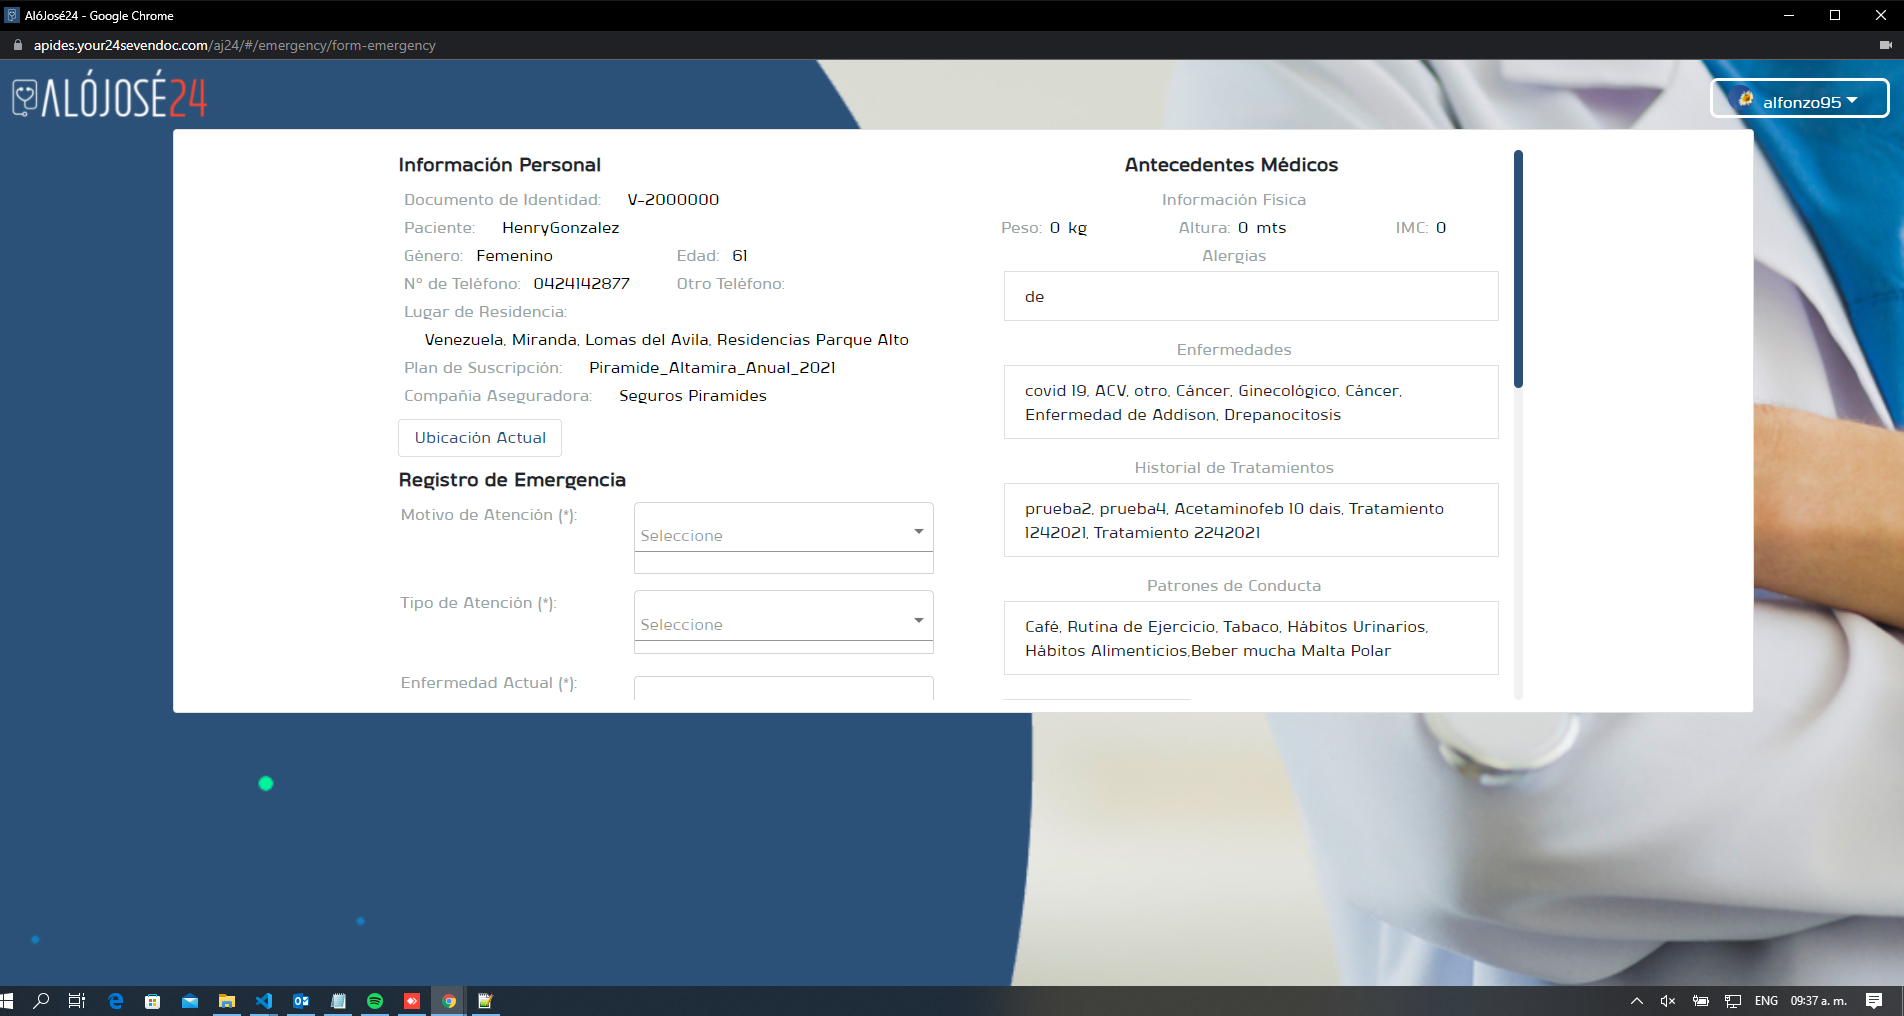 AlóJosé24 - Google Chrome
apides.your24sevendoc.com/aj24/#/emergency/form-emergency
ALÓJOSÉ24
alfonzo95
Información Personal
Documento de Identidad: V-2000000
Paciente: HenryGonzalez
Género: Femenino Edad: 61
N° de Teléfono: 0424142877 Otro Teléfono:
Lugar de Residencia:
Venezuela, Miranda, Lomas del Avila, Residencias Parque Alto
Plan de Suscripción: Piramide_Altamira_Anual_2021
Compañia Aseguradora: Seguros Piramides
Ubicación Actual
Registro de Emergencia
Motivo de Atención (*):
Seleccione
Tipo de Atención (*):
Seleccione
Enfermedad Actual (*):
Antecedentes Médicos
Información Física
Peso: 0 kg Altura: 0 mts IMC: 0
Alergias
de
Enfermedades
covid 19, ACV, otro, Cáncer, Ginecológico, Cáncer,
Enfermedad de Addison, Drepanocitosis
Historial de Tratamientos
prueba2, prueba4, Acetaminofeb 10 dais, Tratamiento
1242021, Tratamiento 2242021
Patrones de Conducta
Café, Rutina de Ejercicio, Tabaco, Hábitos Urinarios,
Hábitos Alimenticios,Beber mucha Malta Polar
ENG 09:37 a. m.